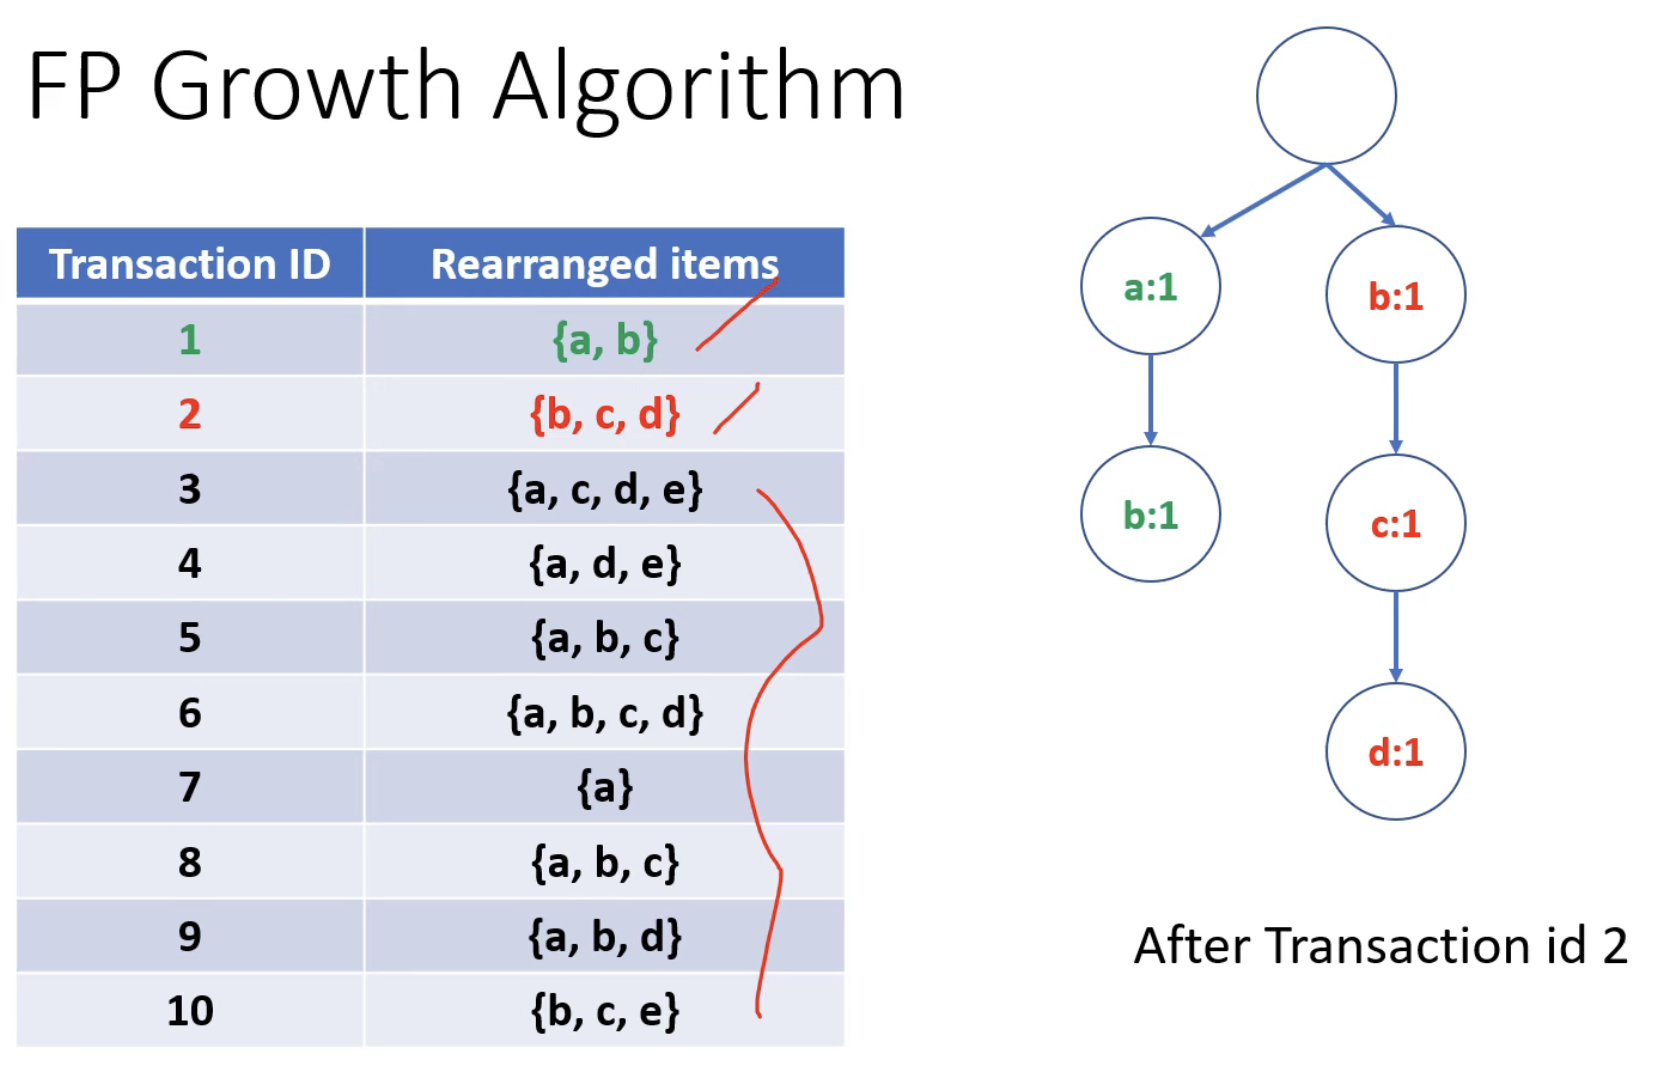 FP Growth Algorithm
Transaction ID Rearranged items
1 {a, b}
2 {b, c, d}
3 {a, c, d, e}
4 {a, d, e}
5 {a, b, c}
6 {a, b, c, d}
7 {a}
8 {a, b, c}
9 {a, b, d}
10 {b, c, e}
a:1 b:1
b:1 c:1
d:1
After Transaction id 2